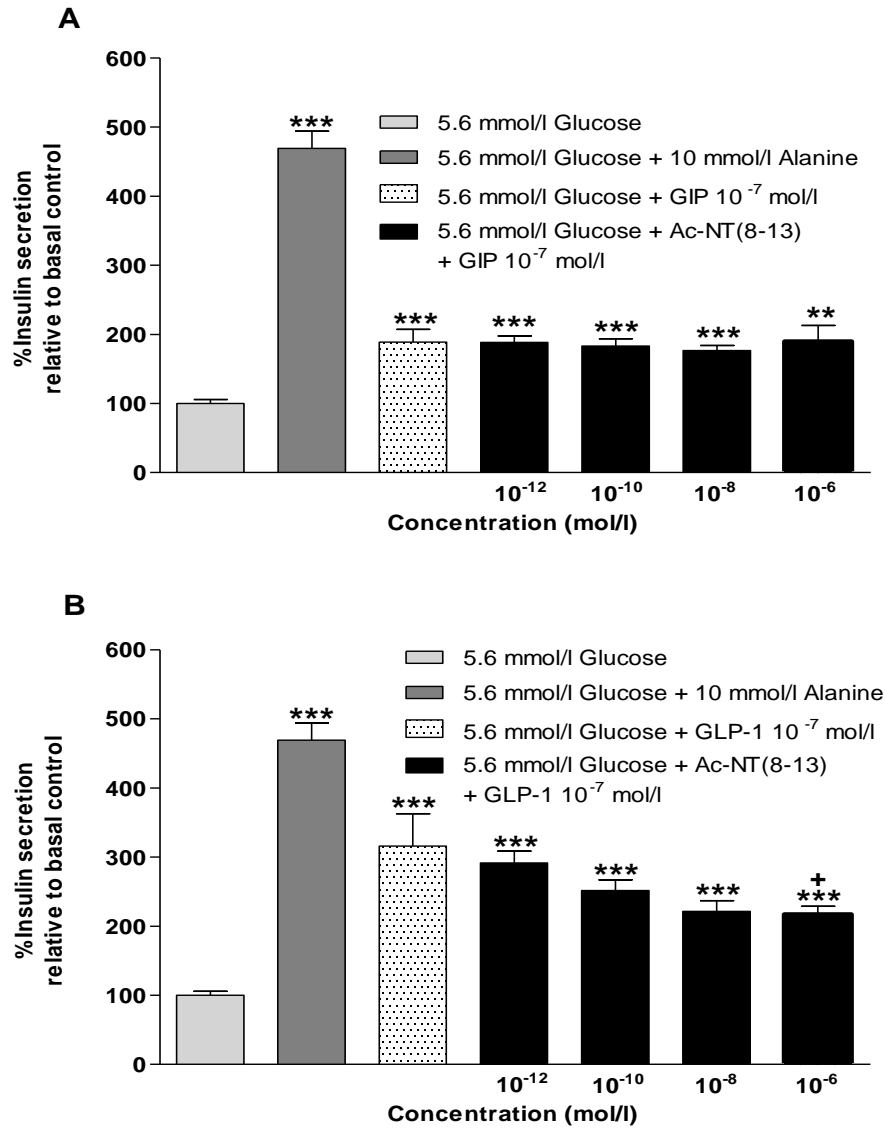 A
600
500
400
300
200
100
0
%Insulin secretion
relative to basal control
***
***
***
***
***
**
5.6 mmol/l Glucose
5.6 mmol/l Glucose + 10 mmol/l Alanine
5.6 mmol/l Glucose + GIP 10⁻⁷ mol/l
5.6 mmol/l Glucose + Ac-NT(8-13)
+ GIP 10⁻⁷ mol/l
10⁻¹² 10⁻¹⁰ 10⁻⁸ 10⁻⁶
Concentration (mol/l)
B
600
500
400
300
200
100
0
%Insulin secretion
relative to basal control
***
***
***
***
***
+
***
5.6 mmol/l Glucose
5.6 mmol/l Glucose + 10 mmol/l Alanine
5.6 mmol/l Glucose + GLP-1 10⁻⁷ mol/l
5.6 mmol/l Glucose + Ac-NT(8-13)
+ GLP-1 10⁻⁷ mol/l
10⁻¹² 10⁻¹⁰ 10⁻⁸ 10⁻⁶
Concentration (mol/l)